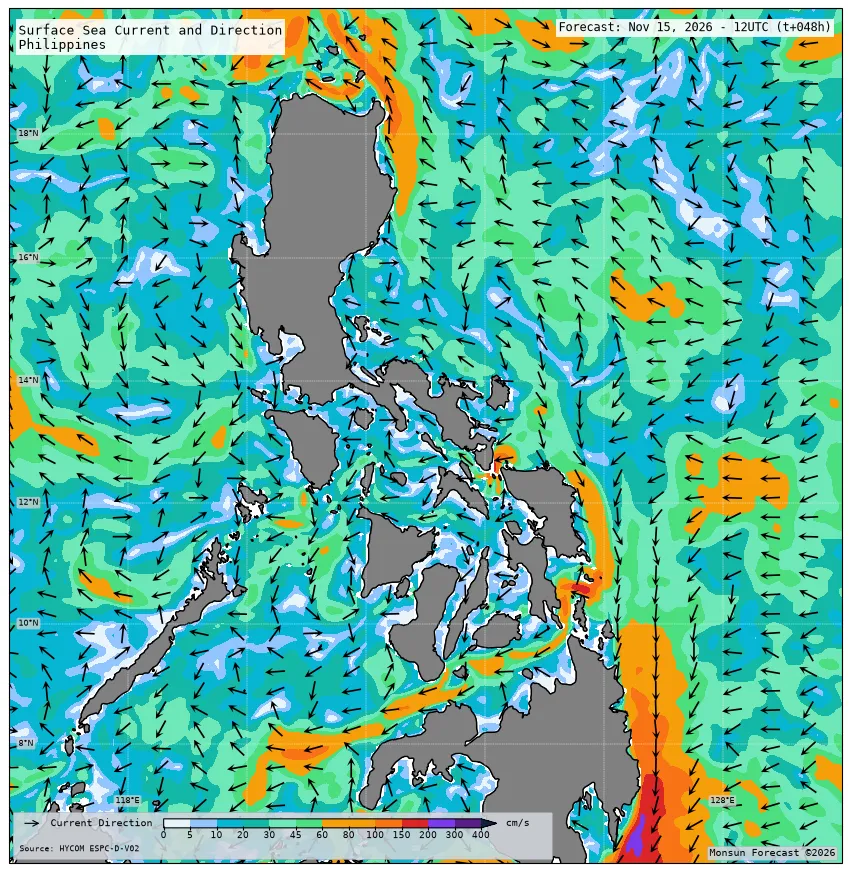 Surface Sea Current and Direction
Philippines
Forecast: Nov 15, 2026 - 12UTC (t+048h)
18°N
16°N
14°N
12°N
10°N
8°N
118°E
128°E
Current Direction
0 5 10 20 30 45 60 80 100 150 200 300 400
cm/s
Source: HYCOM ESPC-D-V02
Monsun Forecast ©2026